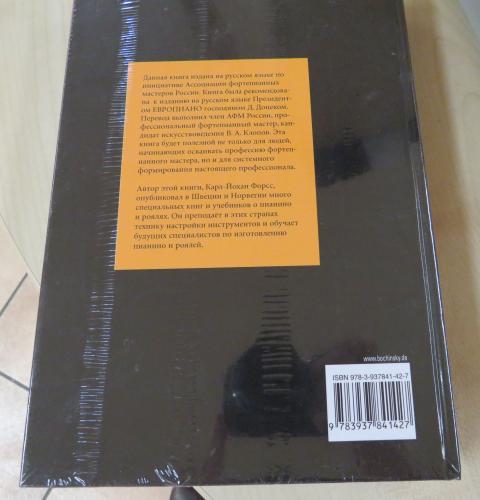 Данная книга издана на русском языке по
инициативе Ассоциации фортепианных
мастеров России. Книга была рекомендова-
на к изданию на русском языке Президент-
ом ЕВРОПИАНО господином Д. Доцеком.
Перевод выполнил член АФМ России, про-
фессиональный фортепианный мастер, кан-
дидат искусствоведения В. А. Клопов. Эта
книга будет полезной не только для людей,
начинающих осваивать профессию фортеп-
ианного мастера, но и для системного
формирования настоящего профессионала.
Автор этой книги, Карл-Йохан Форсс,
опубликовал в Швеции и Норвегии много
специальных книг и учебников о пианино
и роялях. Он преподаёт в этих странах
технику настройки инструментов и обучает
будущих специалистов по изготовлению
пианино и роялей.
www.bochinsky.de
ISBN 978-3-937841-42-7
9 783937 841427